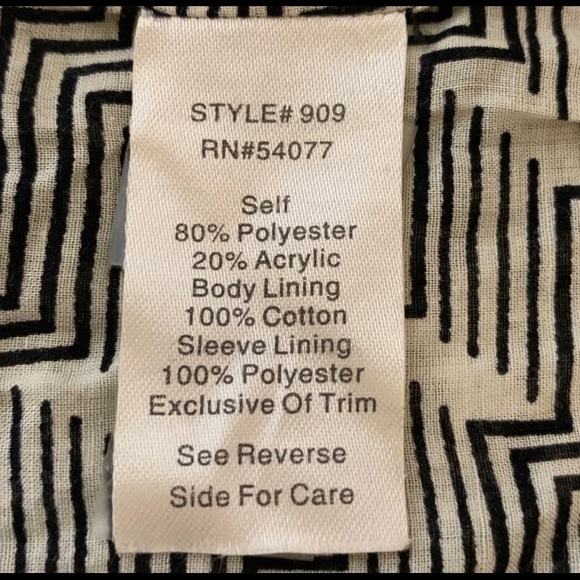 STYLE# 909
RN#54077
Self
80% Polyester
20% Acrylic
Body Lining
100% Cotton
Sleeve Lining
100% Polyester
Exclusive Of Trim
See Reverse
Side For Care